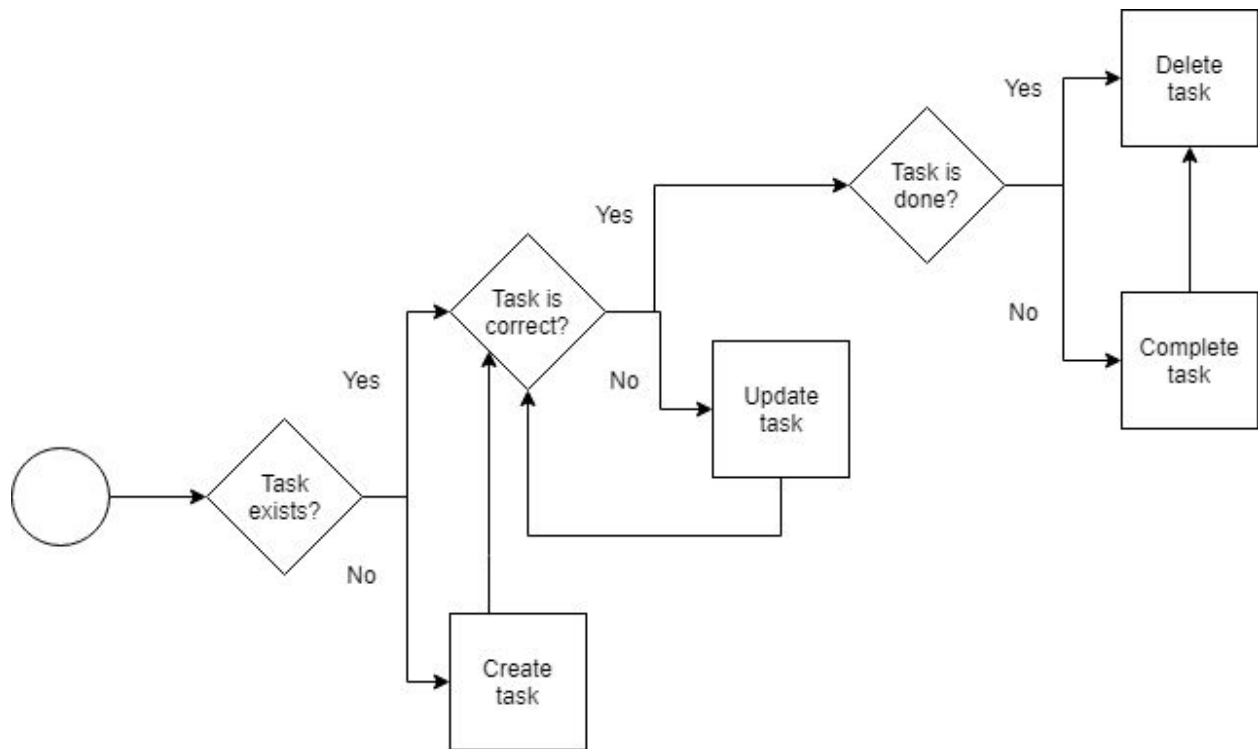 Task
exists?
Yes
No
Create
task
Task is
correct?
Yes
No
Update
task
Task is
done?
Yes
No
Delete
task
Complete
task